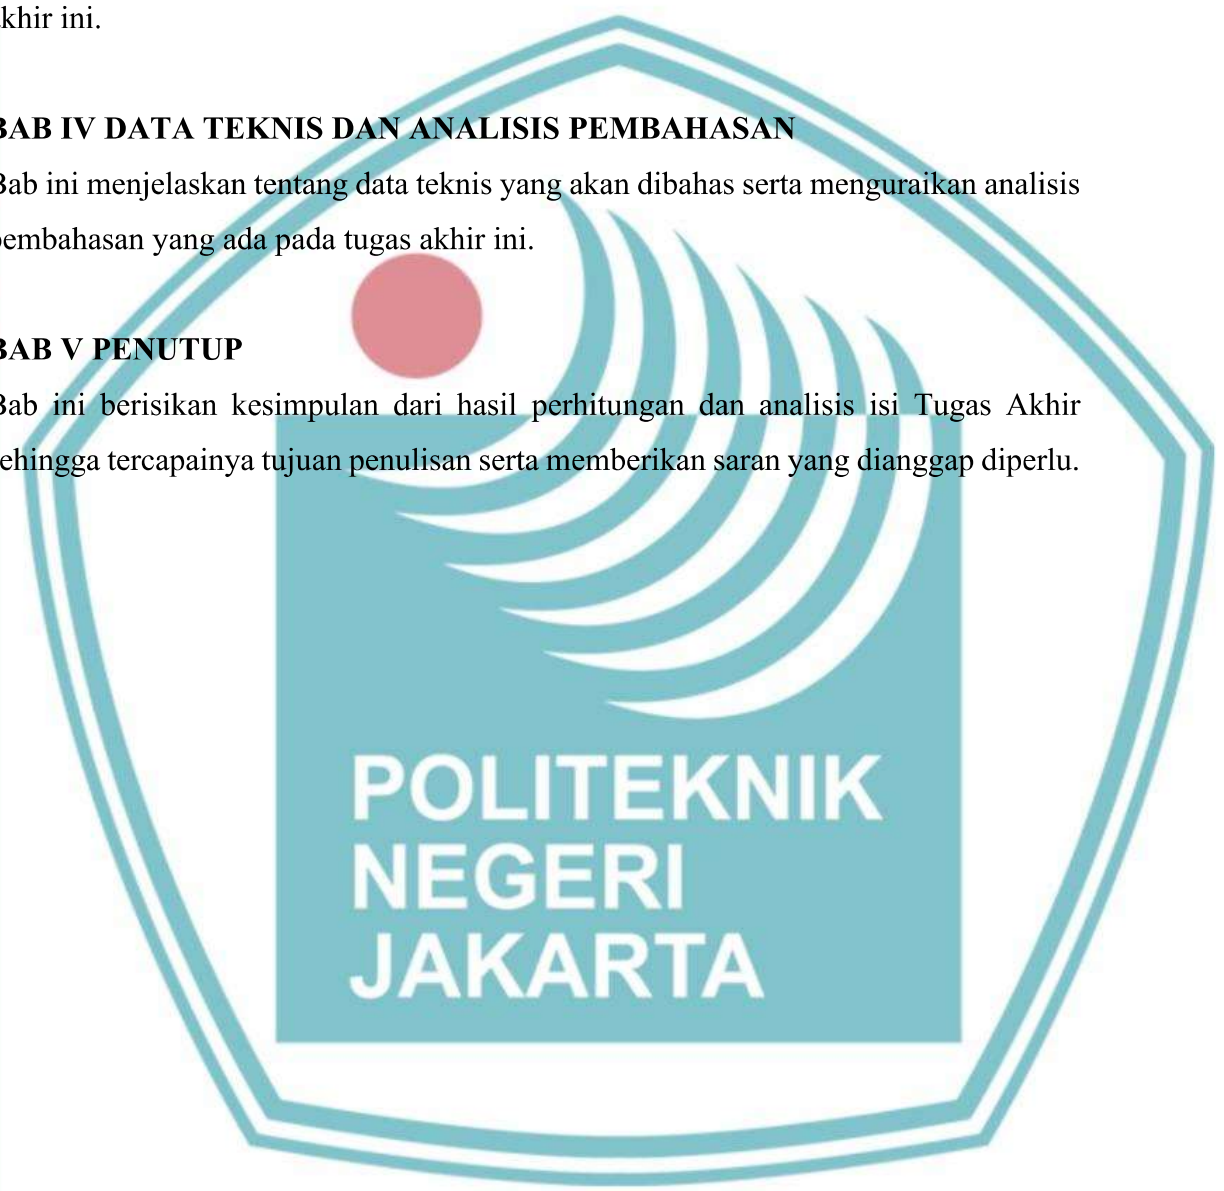 khir ini.
BAB IV DATA TEKNIS DAN ANALISIS PEMBAHASAN
Bab ini menjelaskan tentang data teknis yang akan dibahas serta menguraikan analisis
pembahasan yang ada pada tugas akhir ini.
BAB V PENUTUP
Bab ini berisikan kesimpulan dari hasil perhitungan dan analisis isi Tugas Akhir
ehingga tercapainya tujuan penulisan serta memberikan saran yang dianggap diperlu.
POLITEKNIK
NEGERI
JAKARTA